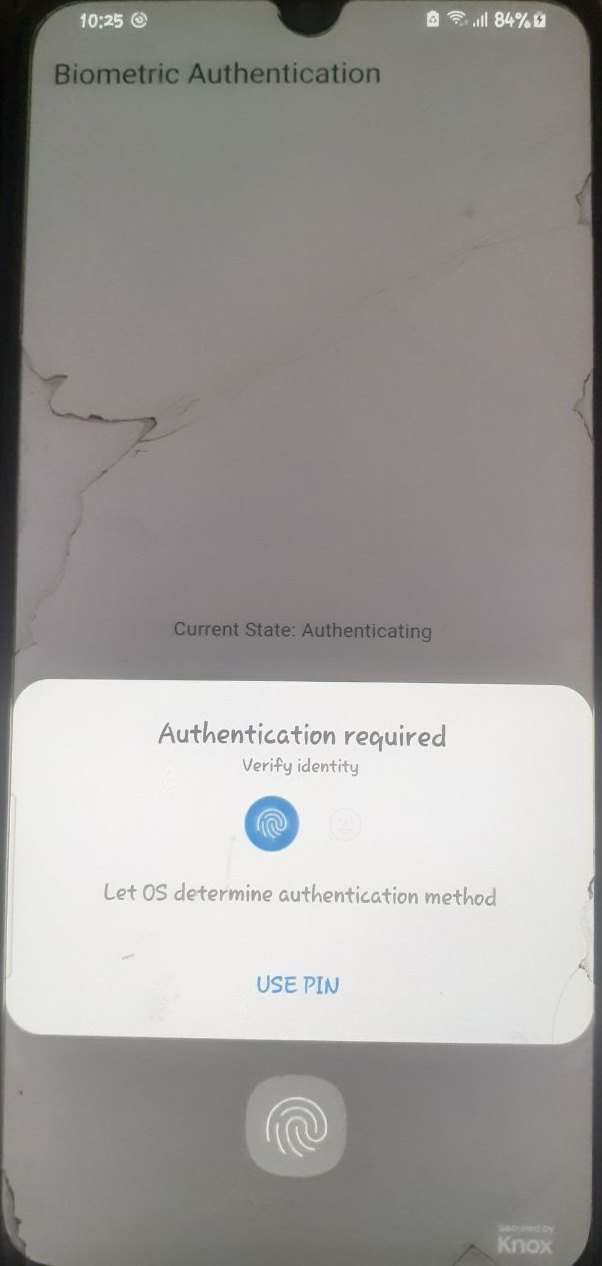 10:25 84%
Biometric Authentication
Current State: Authenticating
Authentication required
Verify identity
Let OS determine authentication method
USE PIN
Secured by
Knox